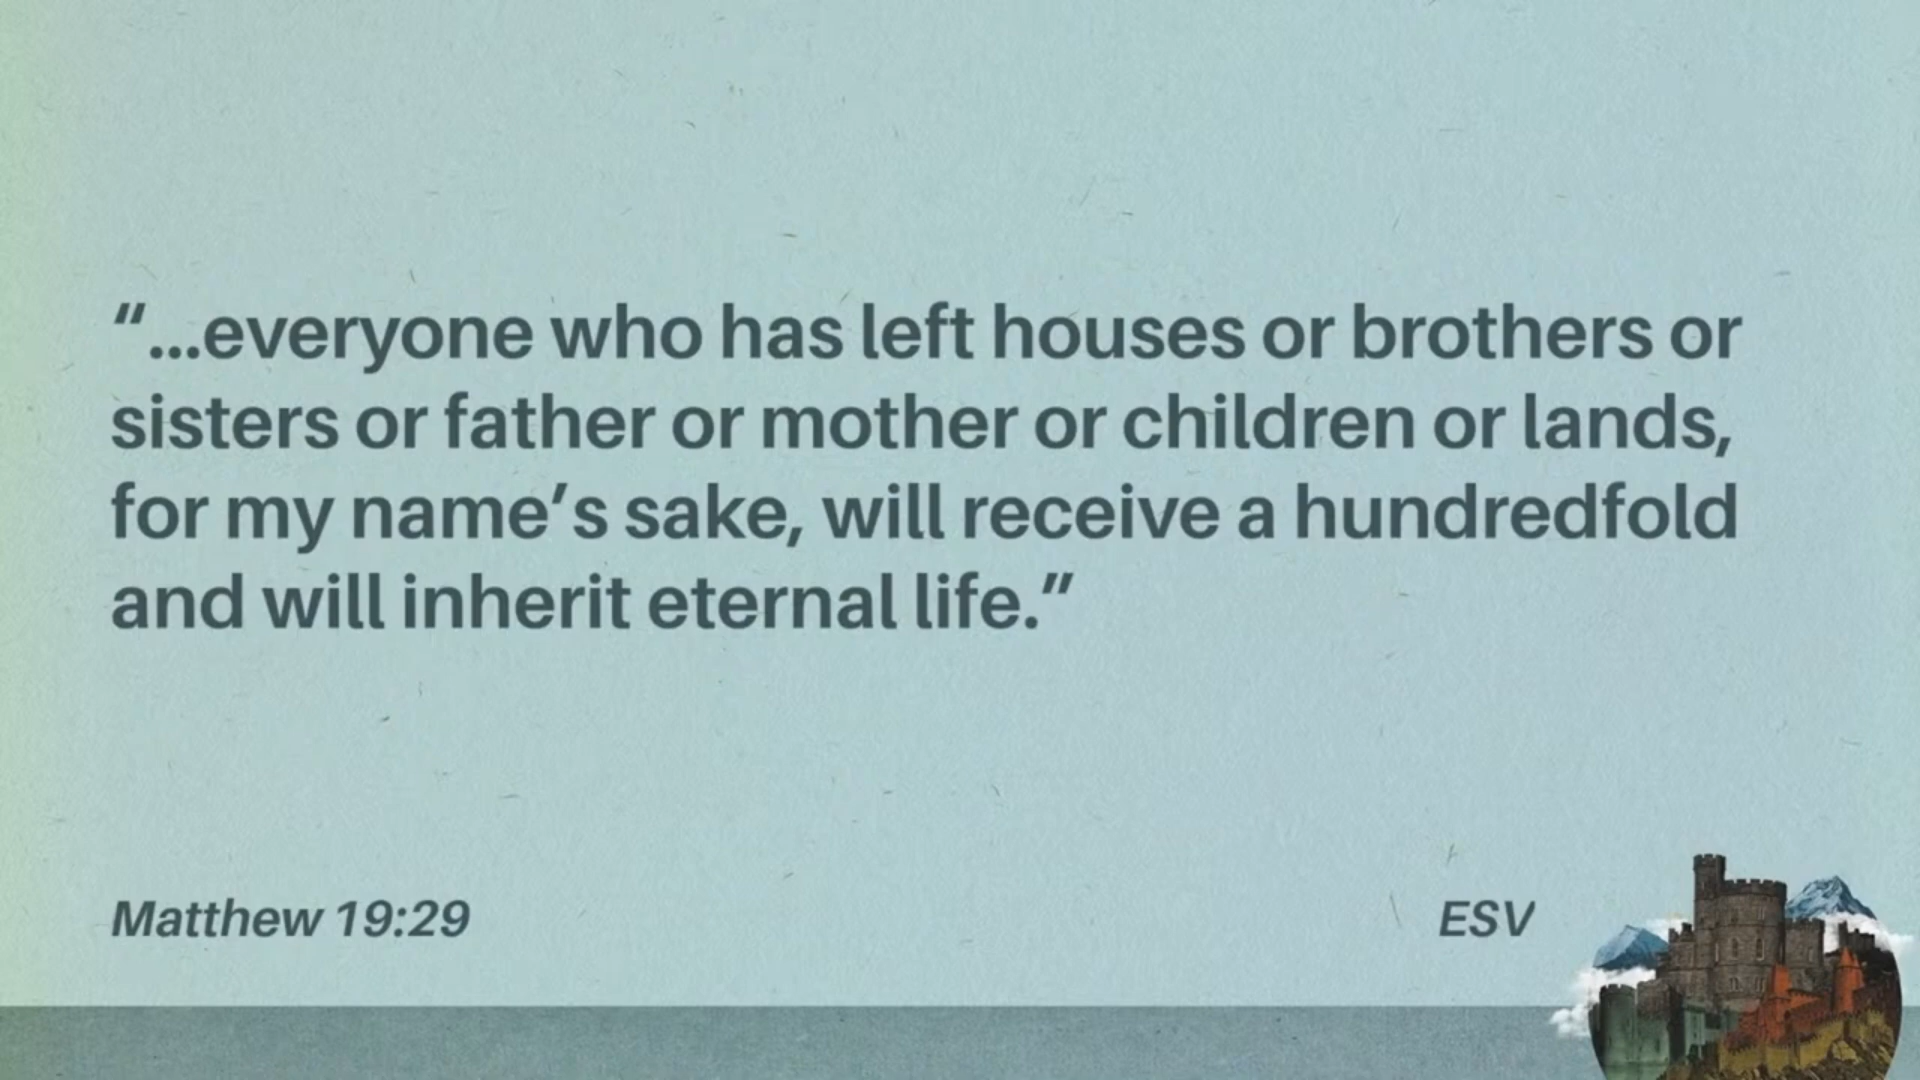 “...everyone who has left houses or brothers or
sisters or father or mother or children or lands,
for my name’s sake, will receive a hundredfold
and will inherit eternal life.”
Matthew 19:29
ESV